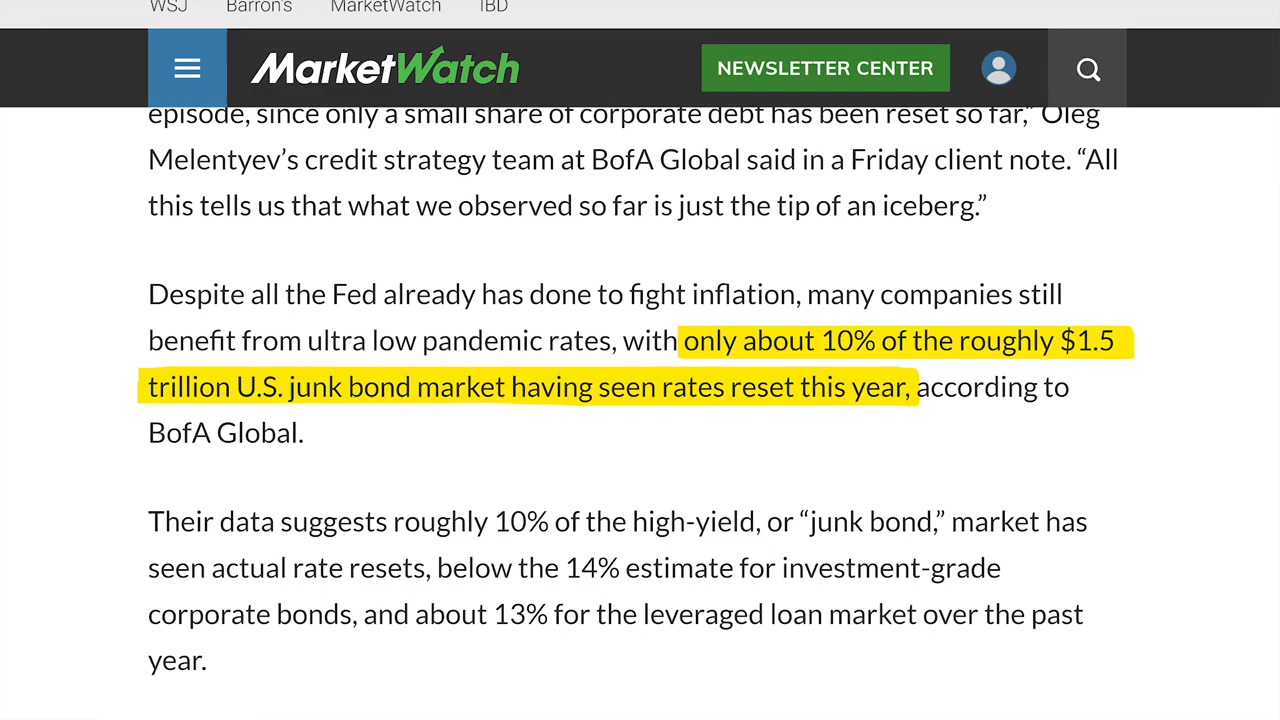 WSJ Barron's MarketWatch IBD
MarketWatch NEWSLETTER CENTER
episode, since only a small share of corporate debt has been reset so far,” Oleg
Melentyev’s credit strategy team at BofA Global said in a Friday client note. “All
this tells us that what we observed so far is just the tip of an iceberg.”
Despite all the Fed already has done to fight inflation, many companies still
benefit from ultra low pandemic rates, with only about 10% of the roughly $1.5
trillion U.S. junk bond market having seen rates reset this year, according to
BofA Global.
Their data suggests roughly 10% of the high-yield, or “junk bond,” market has
seen actual rate resets, below the 14% estimate for investment-grade
corporate bonds, and about 13% for the leveraged loan market over the past
year.